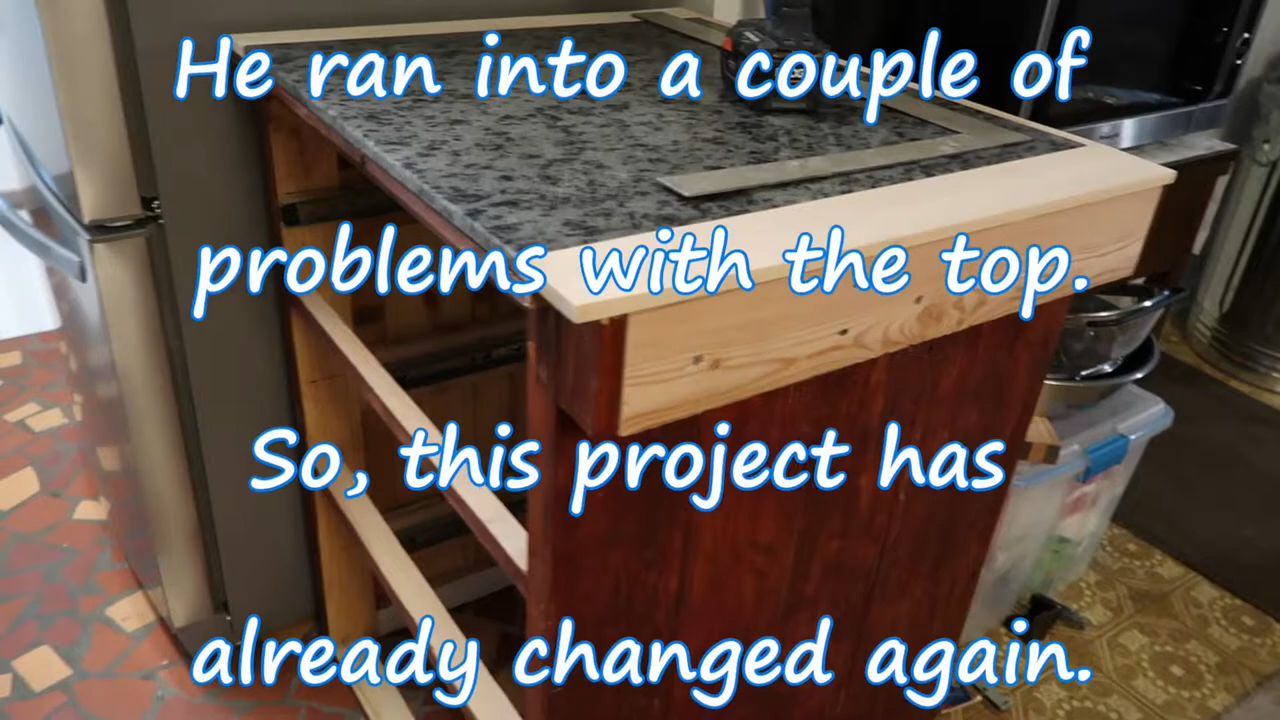 He ran into a couple of
problems with the top.
So, this project has
already changed again.